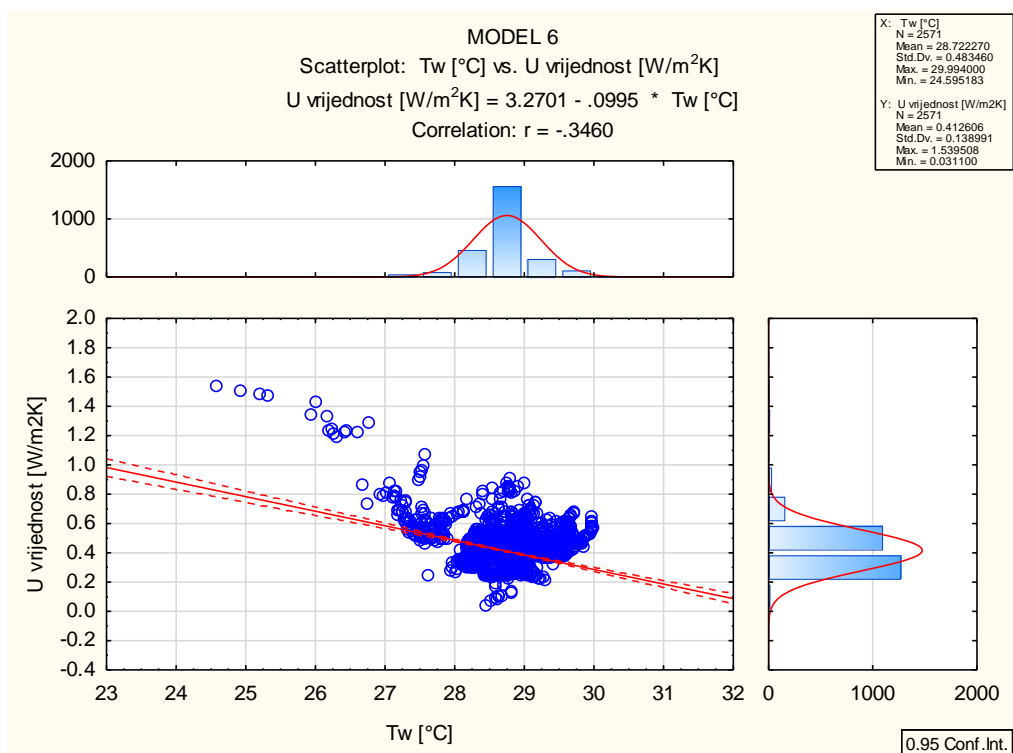 MODEL 6
Scatterplot: Tw [°C] vs. U vrijednost [W/m²K]
U vrijednost [W/m²K] = 3.2701 - .0995 * Tw [°C]
Correlation: r = -.3460
X: Tw [°C]
N = 2571
Mean = 28.722270
Std.Dv. = 0.483460
Max. = 29.994000
Min. = 24.595183
Y: U vrijednost [W/m2K]
N = 2571
Mean = 0.412606
Std.Dv. = 0.138991
Max. = 1.539508
Min. = 0.031100
2000
1000
0
2.0
1.8
1.6
1.4
1.2
1.0
0.8
0.6
0.4
0.2
0.0
-0.2
-0.4
U vrijednost [W/m2K]
23 24 25 26 27 28 29 30 31 32
Tw [°C]
0 1000 2000
0.95 Conf.Int.